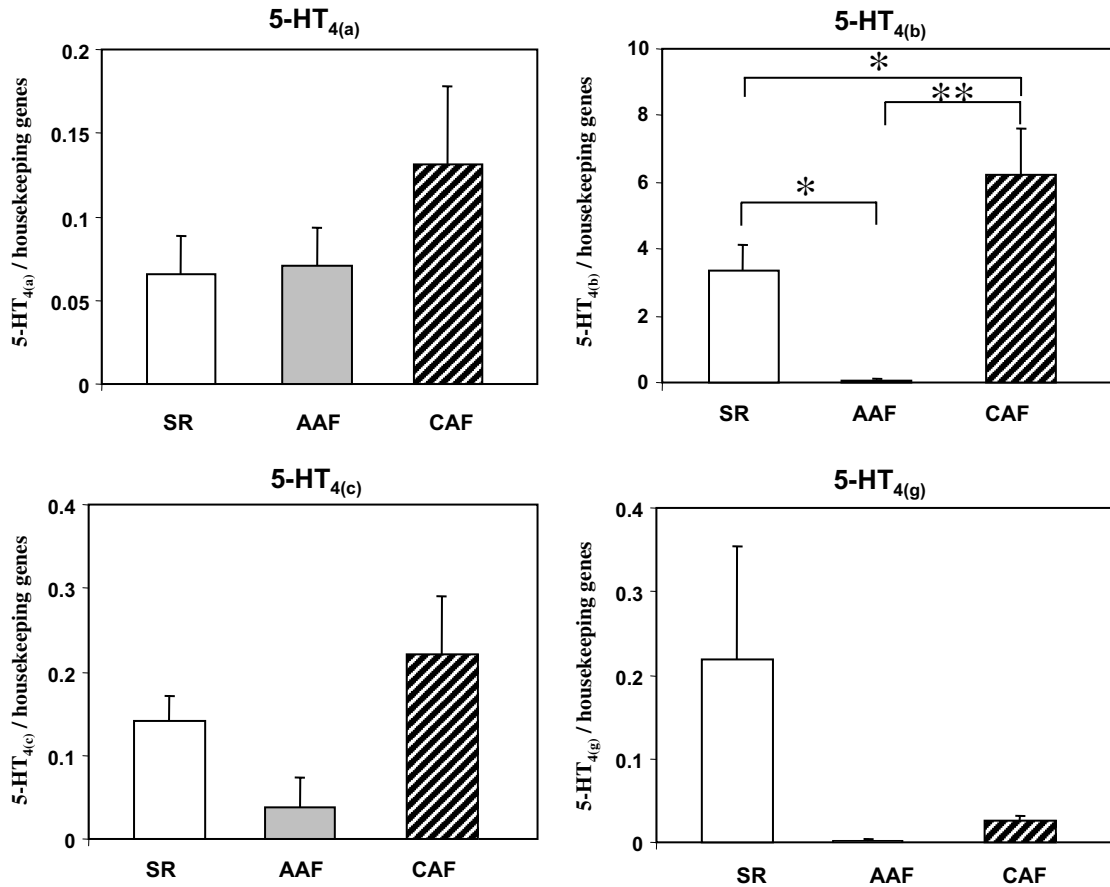 5-HT4(a)
5-HT4(a) / housekeeping genes
0.2
0.15
0.1
0.05
0
SR AAF CAF
5-HT4(b)
5-HT4(b) / housekeeping genes
10
8
6
4
2
0
*
**
*
SR AAF CAF
5-HT4(c)
5-HT4(c) / housekeeping genes
0.4
0.3
0.2
0.1
0
SR AAF CAF
5-HT4(g)
5-HT4(g) / housekeeping genes
0.4
0.3
0.2
0.1
0
SR AAF CAF